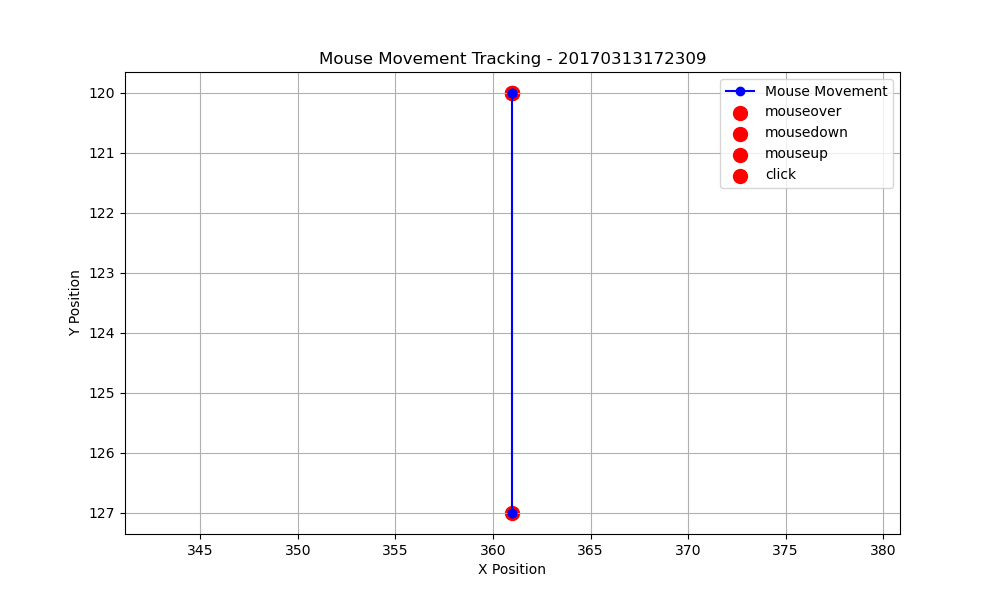 Mouse Movement Tracking - 20170313172309
Mouse Movement
mouseover
mousedown
mouseup
click
120
121
122
123
124
125
126
127
Y Position
345
350
355
360
365
370
375
380
X Position